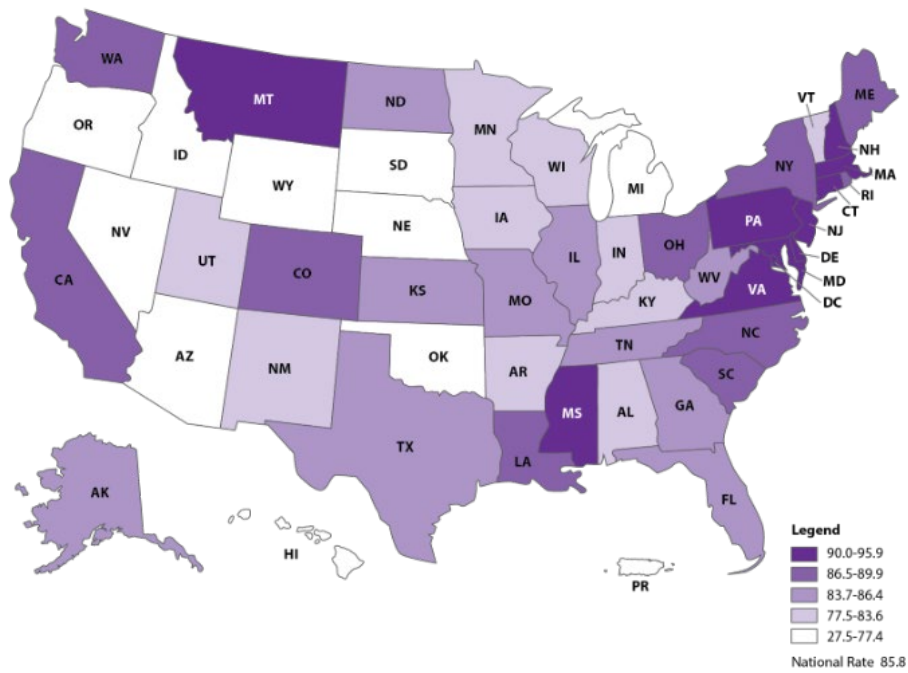 WA
MT
ND
MN
OR
ID
WY
SD
WI
MI
VT
ME
NY
NH
MA
RI
CT
NJ
PA
NE
IA
NV
UT
CO
KS
MO
IL
IN
OH
WV
VA
DE
MD
DC
KY
CA
AZ
NM
OK
AR
TN
NC
SC
MS
AL
GA
TX
LA
FL
AK
HI
PR
Legend
90.0-95.9
86.5-89.9
83.7-86.4
77.5-83.6
27.5-77.4
National Rate 85.8